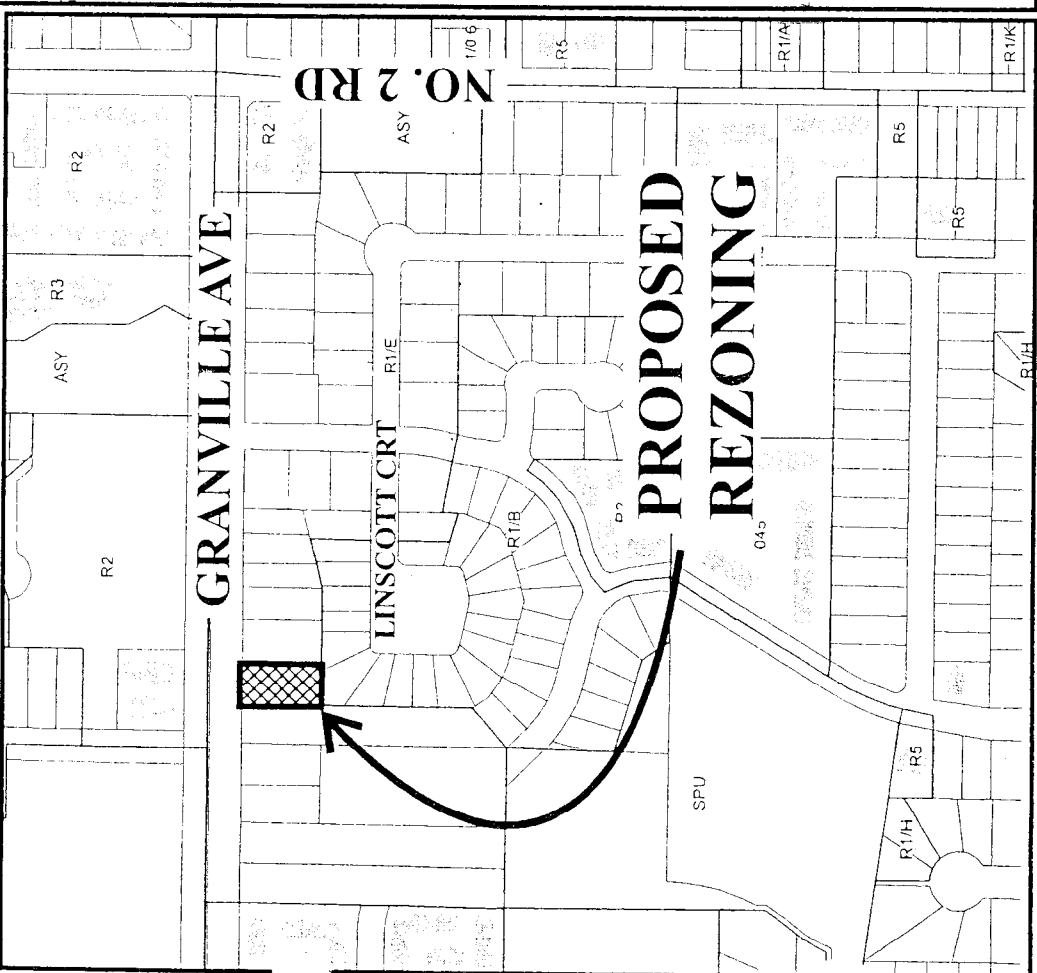 NO. 2 RD
GRANVILLE AVE
LINSCOTT CRT
PROPOSED
REZONING
R2
R3
ASY
R2
R2
ASY
R1/E
R1/B
R5
R1/A
R1/K
R5
R5
R1/H
SPU
R5
R1/H